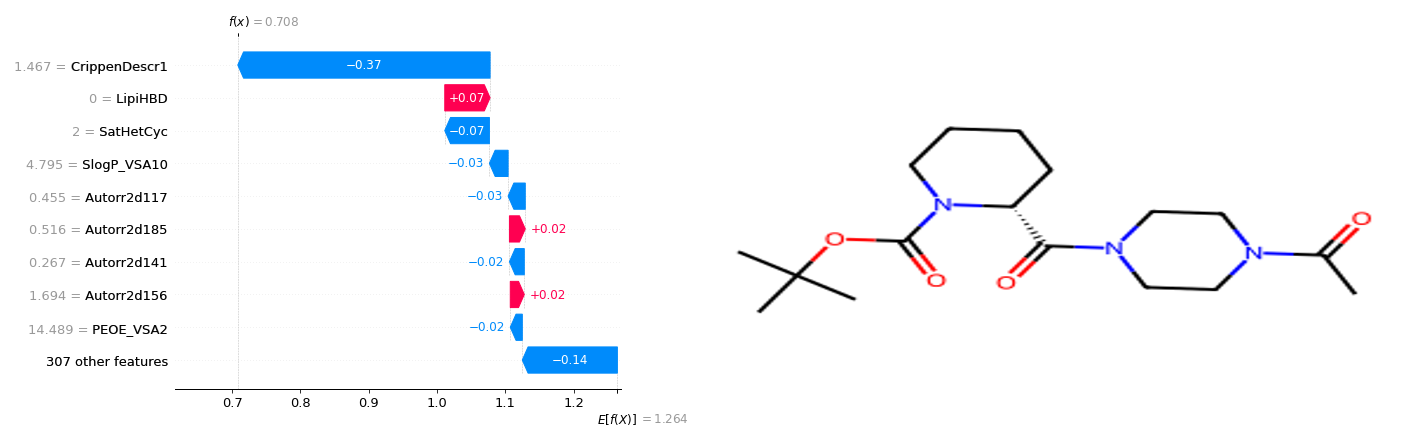 f(x) = 0.708
1.467 = CrippenDescr1
−0.37
0 = LipiHBD
+0.07
2 = SatHetCyc
−0.07
4.795 = SlogP_VSA10
−0.03
0.455 = Autorr2d117
−0.03
0.516 = Autorr2d185
+0.02
0.267 = Autorr2d141
−0.02
1.694 = Autorr2d156
+0.02
14.489 = PEOE_VSA2
−0.02
307 other features
−0.14
0.7 0.8 0.9 1.0 1.1 1.2
E[f(X)] = 1.264
N
O
O
O
N
N
O